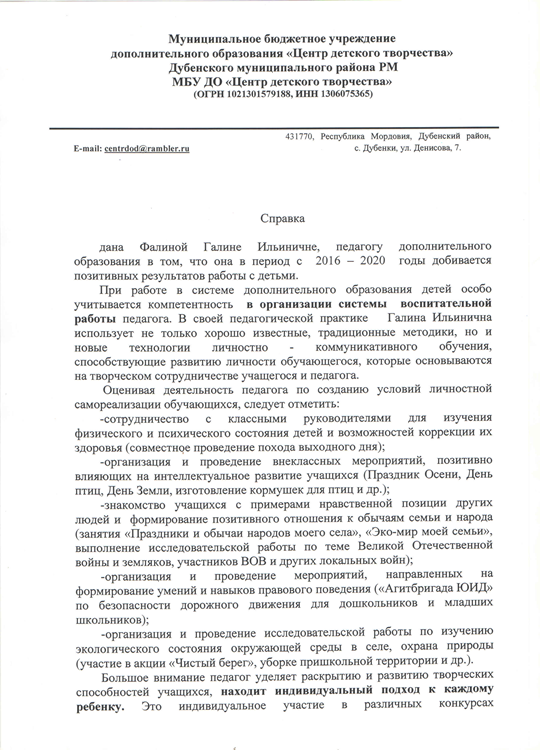 Муниципальное бюджетное учреждение
дополнительного образования «Центр детского творчества»
Дубенского муниципального района РМ
МБУ ДО «Центр детского творчества»
(ОГРН 1021301579188, ИНН 1306075365)
431770, Республика Мордовия, Дубенский район,
E-mail: centrdod@rambler.ru с. Дубенки, ул. Денисова, 7.
Справка
дана Фалиной Галине Ильиничне, педагогу дополнительного
образования в том, что она в период с 2016 – 2020 годы добивается
позитивных результатов работы с детьми.
При работе в системе дополнительного образования детей особо
учитывается компетентность в организации системы воспитательной
работы педагога. В своей педагогической практике Галина Ильинична
использует не только хорошо известные, традиционные методики, но и
новые технологии личностно - коммуникативного обучения,
способствующие развитию личности обучающегося, которые основываются
на творческом сотрудничестве учащегося и педагога.
Оценивая деятельность педагога по созданию условий личностной
самореализации обучающихся, следует отметить:
-сотрудничество с классными руководителями для изучения
физического и психического состояния детей и возможностей коррекции их
здоровья (совместное проведение похода выходного дня);
-организация и проведение внеклассных мероприятий, позитивно
влияющих на интеллектуальное развитие учащихся (Праздник Осени, День
птиц, День Земли, изготовление кормушек для птиц и др.);
-знакомство учащихся с примерами нравственной позиции других
людей и формирование позитивного отношения к обычаям семьи и народа
(занятия «Праздники и обычаи народов моего села», «Эко-мир моей семьи»,
выполнение исследовательской работы по теме Великой Отечественной
войны и земляков, участников ВОВ и других локальных войн);
-организация и проведение мероприятий, направленных на
формирование умений и навыков правового поведения («Агитбригада ЮИД»
по безопасности дорожного движения для дошкольников и младших
школьников);
-организация и проведение исследовательской работы по изучению
экологического состояния окружающей среды в селе, охрана природы
(участие в акции «Чистый берег», уборке пришкольной территории и др.).
Большое внимание педагог уделяет раскрытию и развитию творческих
способностей учащихся, находит индивидуальный подход к каждому
ребенку. Это индивидуальное участие в различных конкурсах